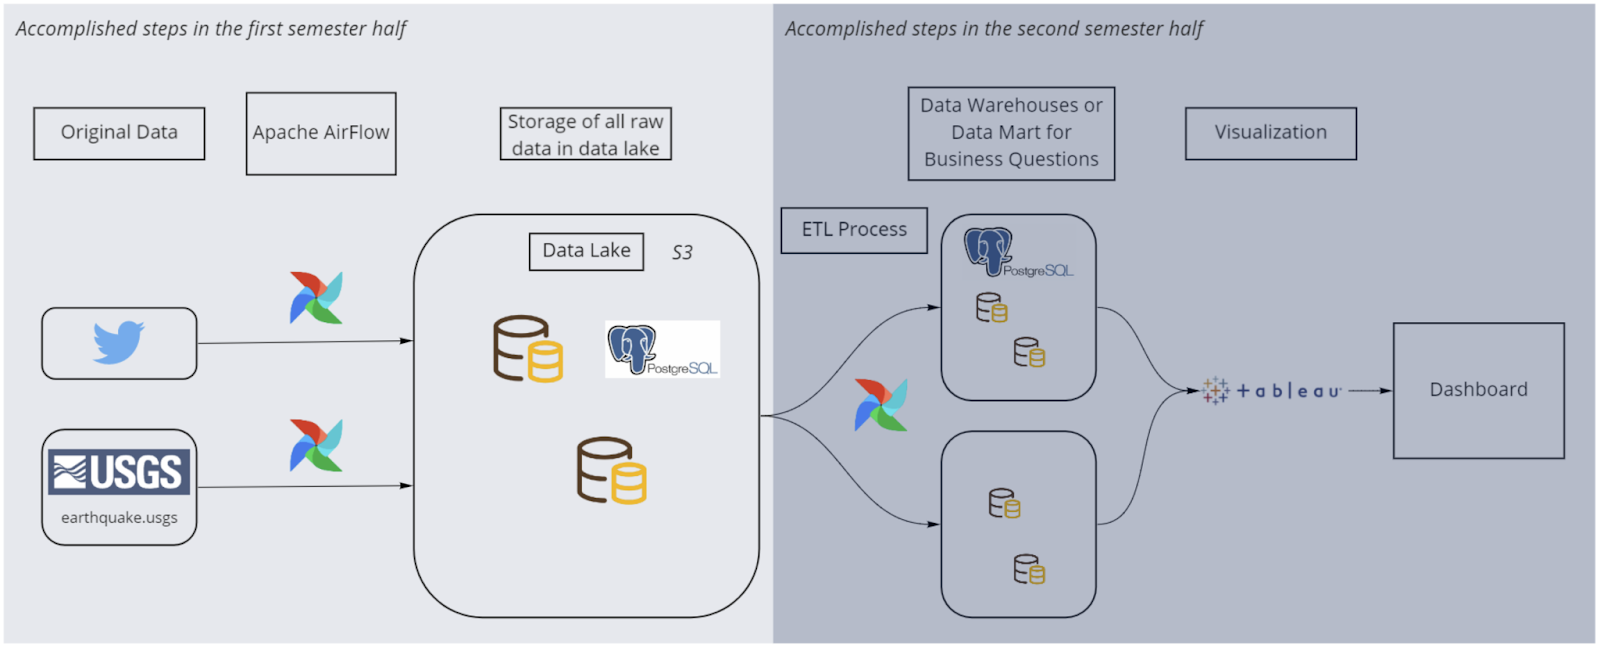 Accomplished steps in the first semester half
Accomplished steps in the second semester half
Original Data
Apache AirFlow
Storage of all raw
data in data lake
Data Warehouses or
Data Mart for
Business Questions
Visualization
ETL Process
Data Lake
S3
PostgreSQL
PostgreSQL
USGS
earthquake.usgs
+ableau
Dashboard